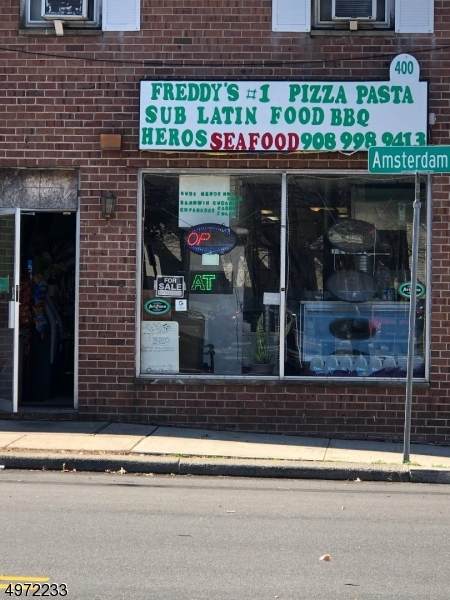 400
FREDDY'S #1 PIZZA PASTA
SUB LATIN FOOD BBQ
HEROS SEAFOOD 908 998 9413
Amsterdam
OP
AT
FOR
SALE
4972233